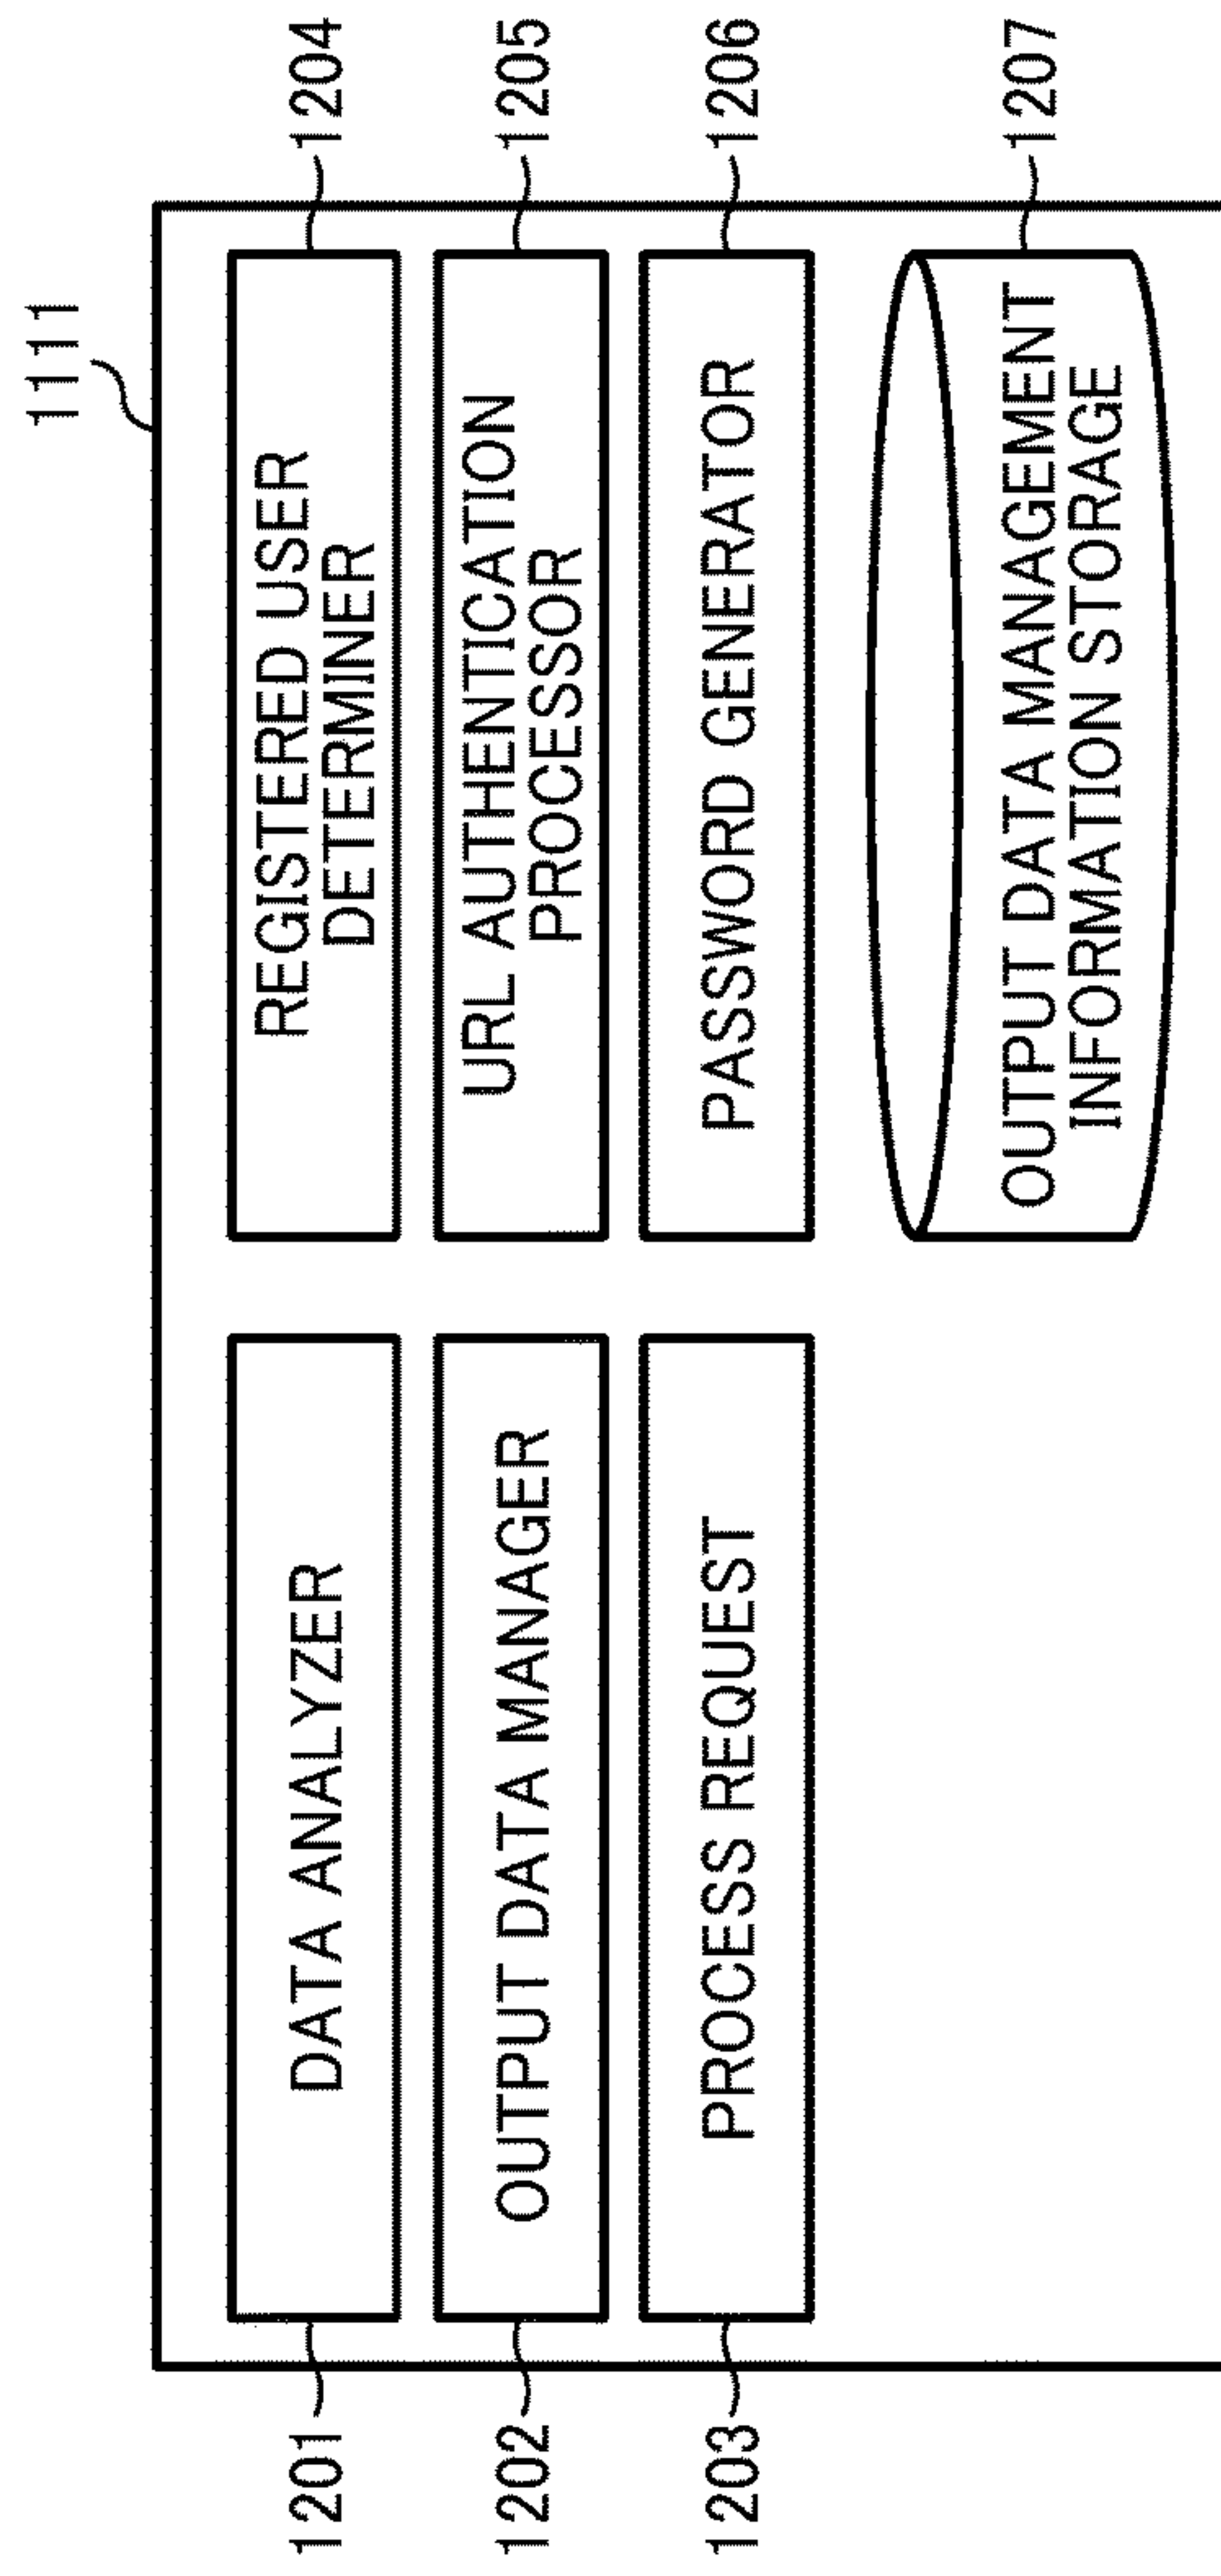 1111
1201
DATA ANALYZER
REGISTERED USER
DETERMINER
1204
1202
OUTPUT DATA MANAGER
URL AUTHENTICATION
PROCESSOR
1205
1203
PROCESS REQUEST
PASSWORD GENERATOR
1206
OUTPUT DATA MANAGEMENT
INFORMATION STORAGE
1207